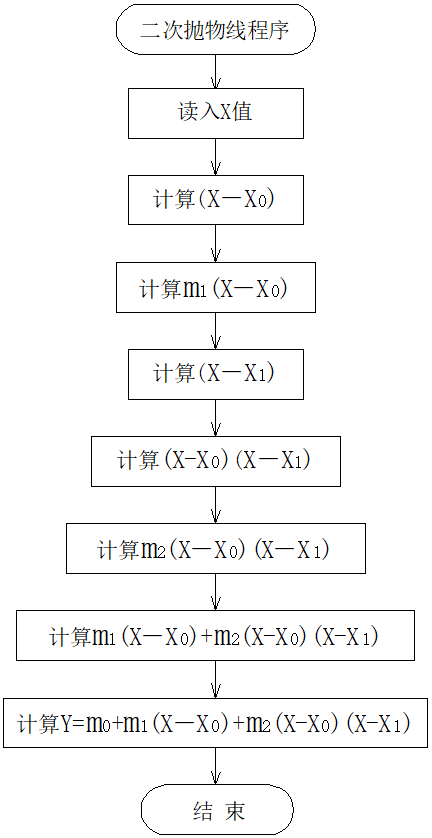 二次抛物线程序
读入X值
计算(X－X0)
计算m1(X－X0)
计算(X－X1)
计算(X-X0)(X－X1)
计算m2(X－X0)(X－X1)
计算m1(X－X0)+m2(X-X0)(X-X1)
计算Y=m0+m1(X－X0)+m2(X-X0)(X-X1)
结 束